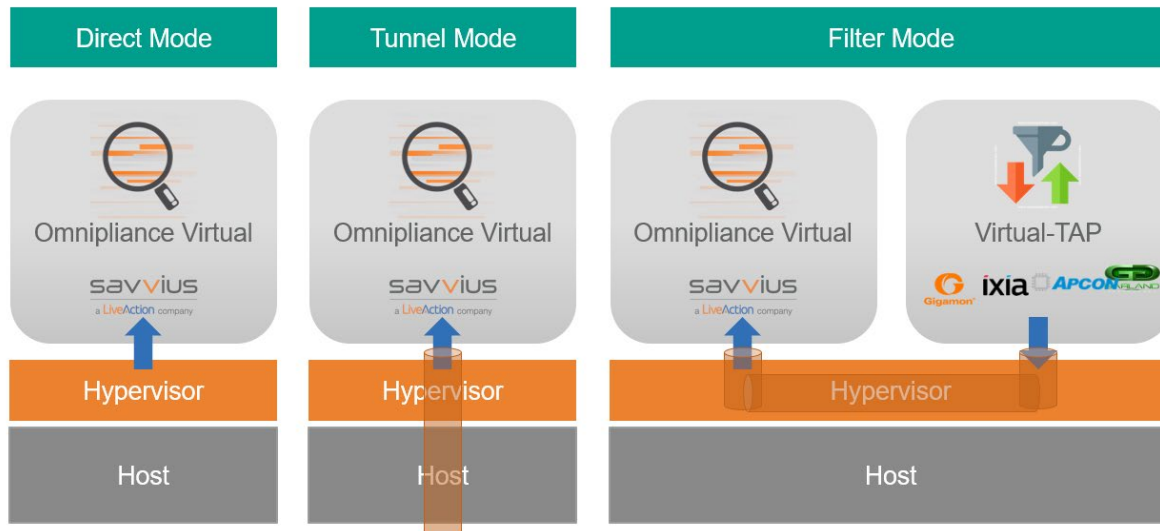 Direct Mode
Tunnel Mode
Filter Mode
Omnipliance Virtual
savvius
a LiveAction company
Omnipliance Virtual
savvius
a LiveAction company
Omnipliance Virtual
savvius
a LiveAction company
Virtual-TAP
Gigamon®
ixia
APCON
Hypervisor
Hypervisor
Hypervisor
Host
Host
Host